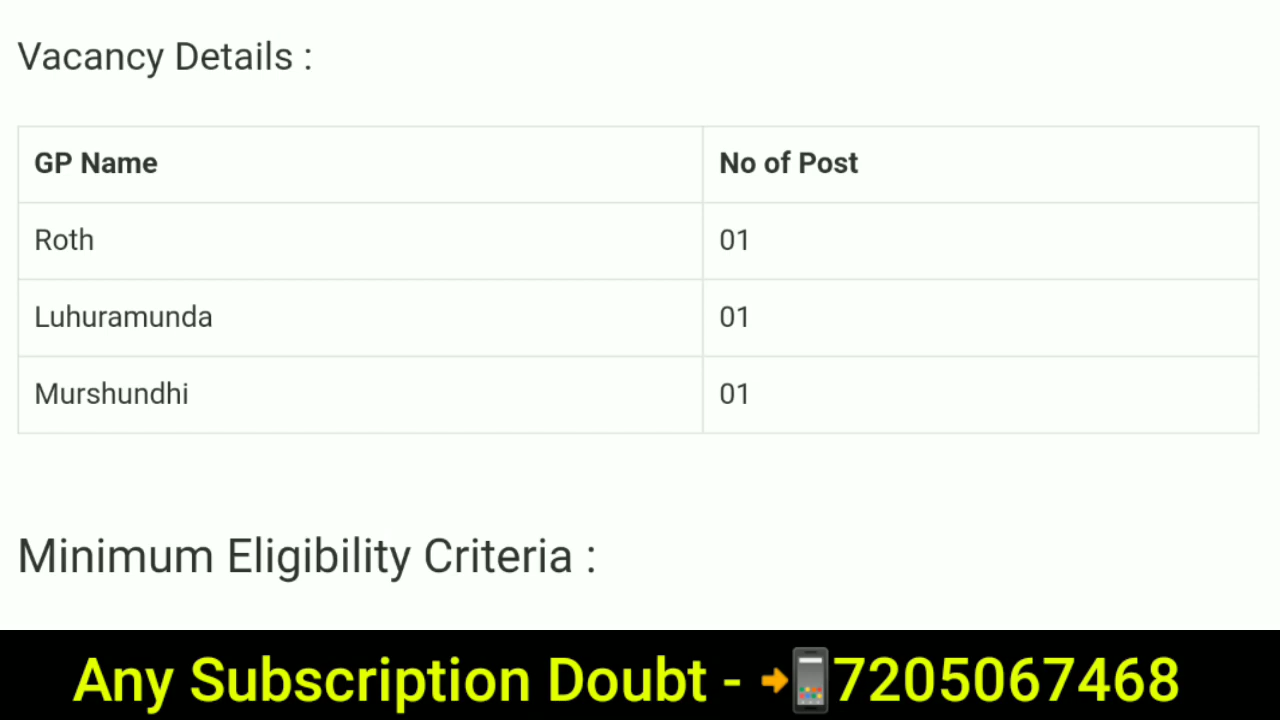 Vacancy Details :
GP Name No of Post
Roth 01
Luhuramunda 01
Murshundhi 01
Minimum Eligibility Criteria :
Any Subscription Doubt - 7205067468